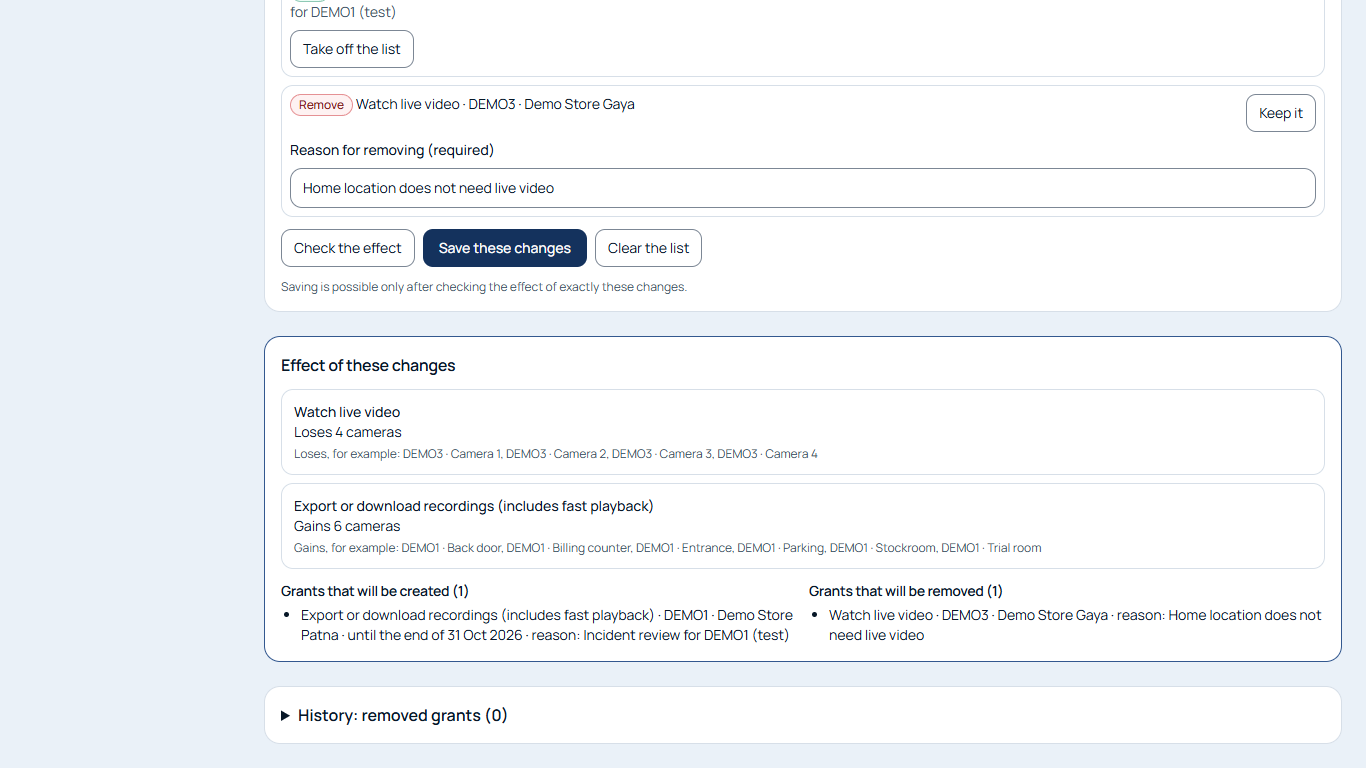 for DEMO1 (test)
Take off the list
Remove Watch live video · DEMO3 · Demo Store Gaya
Keep it
Reason for removing (required)
Home location does not need live video
Check the effect
Save these changes
Clear the list
Saving is possible only after checking the effect of exactly these changes.
Effect of these changes
Watch live video
Loses 4 cameras
Loses, for example: DEMO3 · Camera 1, DEMO3 · Camera 2, DEMO3 · Camera 3, DEMO3 · Camera 4
Export or download recordings (includes fast playback)
Gains 6 cameras
Gains, for example: DEMO1 · Back door, DEMO1 · Billing counter, DEMO1 · Entrance, DEMO1 · Parking, DEMO1 · Stockroom, DEMO1 · Trial room
Grants that will be created (1)
Export or download recordings (includes fast playback) · DEMO1 · Demo Store
Patna · until the end of 31 Oct 2026 · reason: Incident review for DEMO1 (test)
Grants that will be removed (1)
Watch live video · DEMO3 · Demo Store Gaya · reason: Home location does not
need live video
History: removed grants (0)